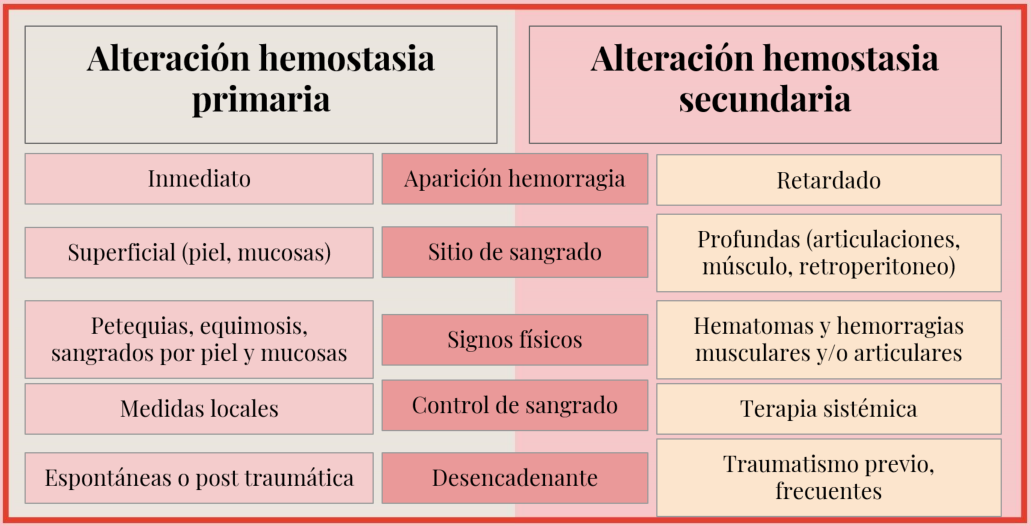 Alteración hemostasia
primaria
Alteración hemostasia
secundaria
Inmediato
Aparición hemorragia
Retardado
Superficial (piel, mucosas)
Sitio de sangrado
Profundas (articulaciones,
músculo, retroperitoneo)
Petequias, equimosis,
sangrados por piel y mucosas
Signos físicos
Hematomas y hemorragias
musculares y/o articulares
Medidas locales
Control de sangrado
Terapia sistémica
Espontáneas o post traumática
Desencadenante
Traumatismo previo,
frecuentes